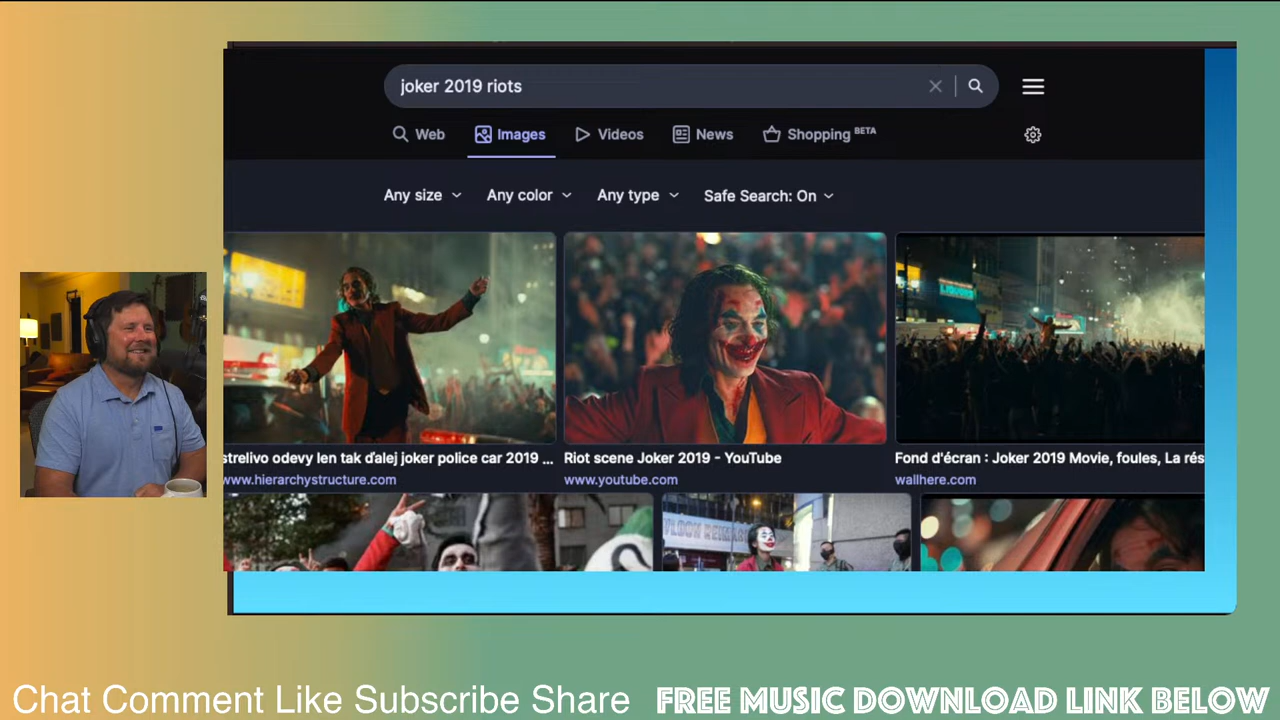 joker 2019 riots
Web Images Videos News Shopping BETA
Any size Any color Any type Safe Search: On
strelivo odevy len tak ďalej joker police car 2019 ...
www.hierarchystructure.com
Riot scene Joker 2019 - YouTube
www.youtube.com
Fond d'écran : Joker 2019 Movie, foules, La rés
wallhere.com
Chat Comment Like Subscribe Share FREE MUSIC DOWNLOAD LINK BELOW